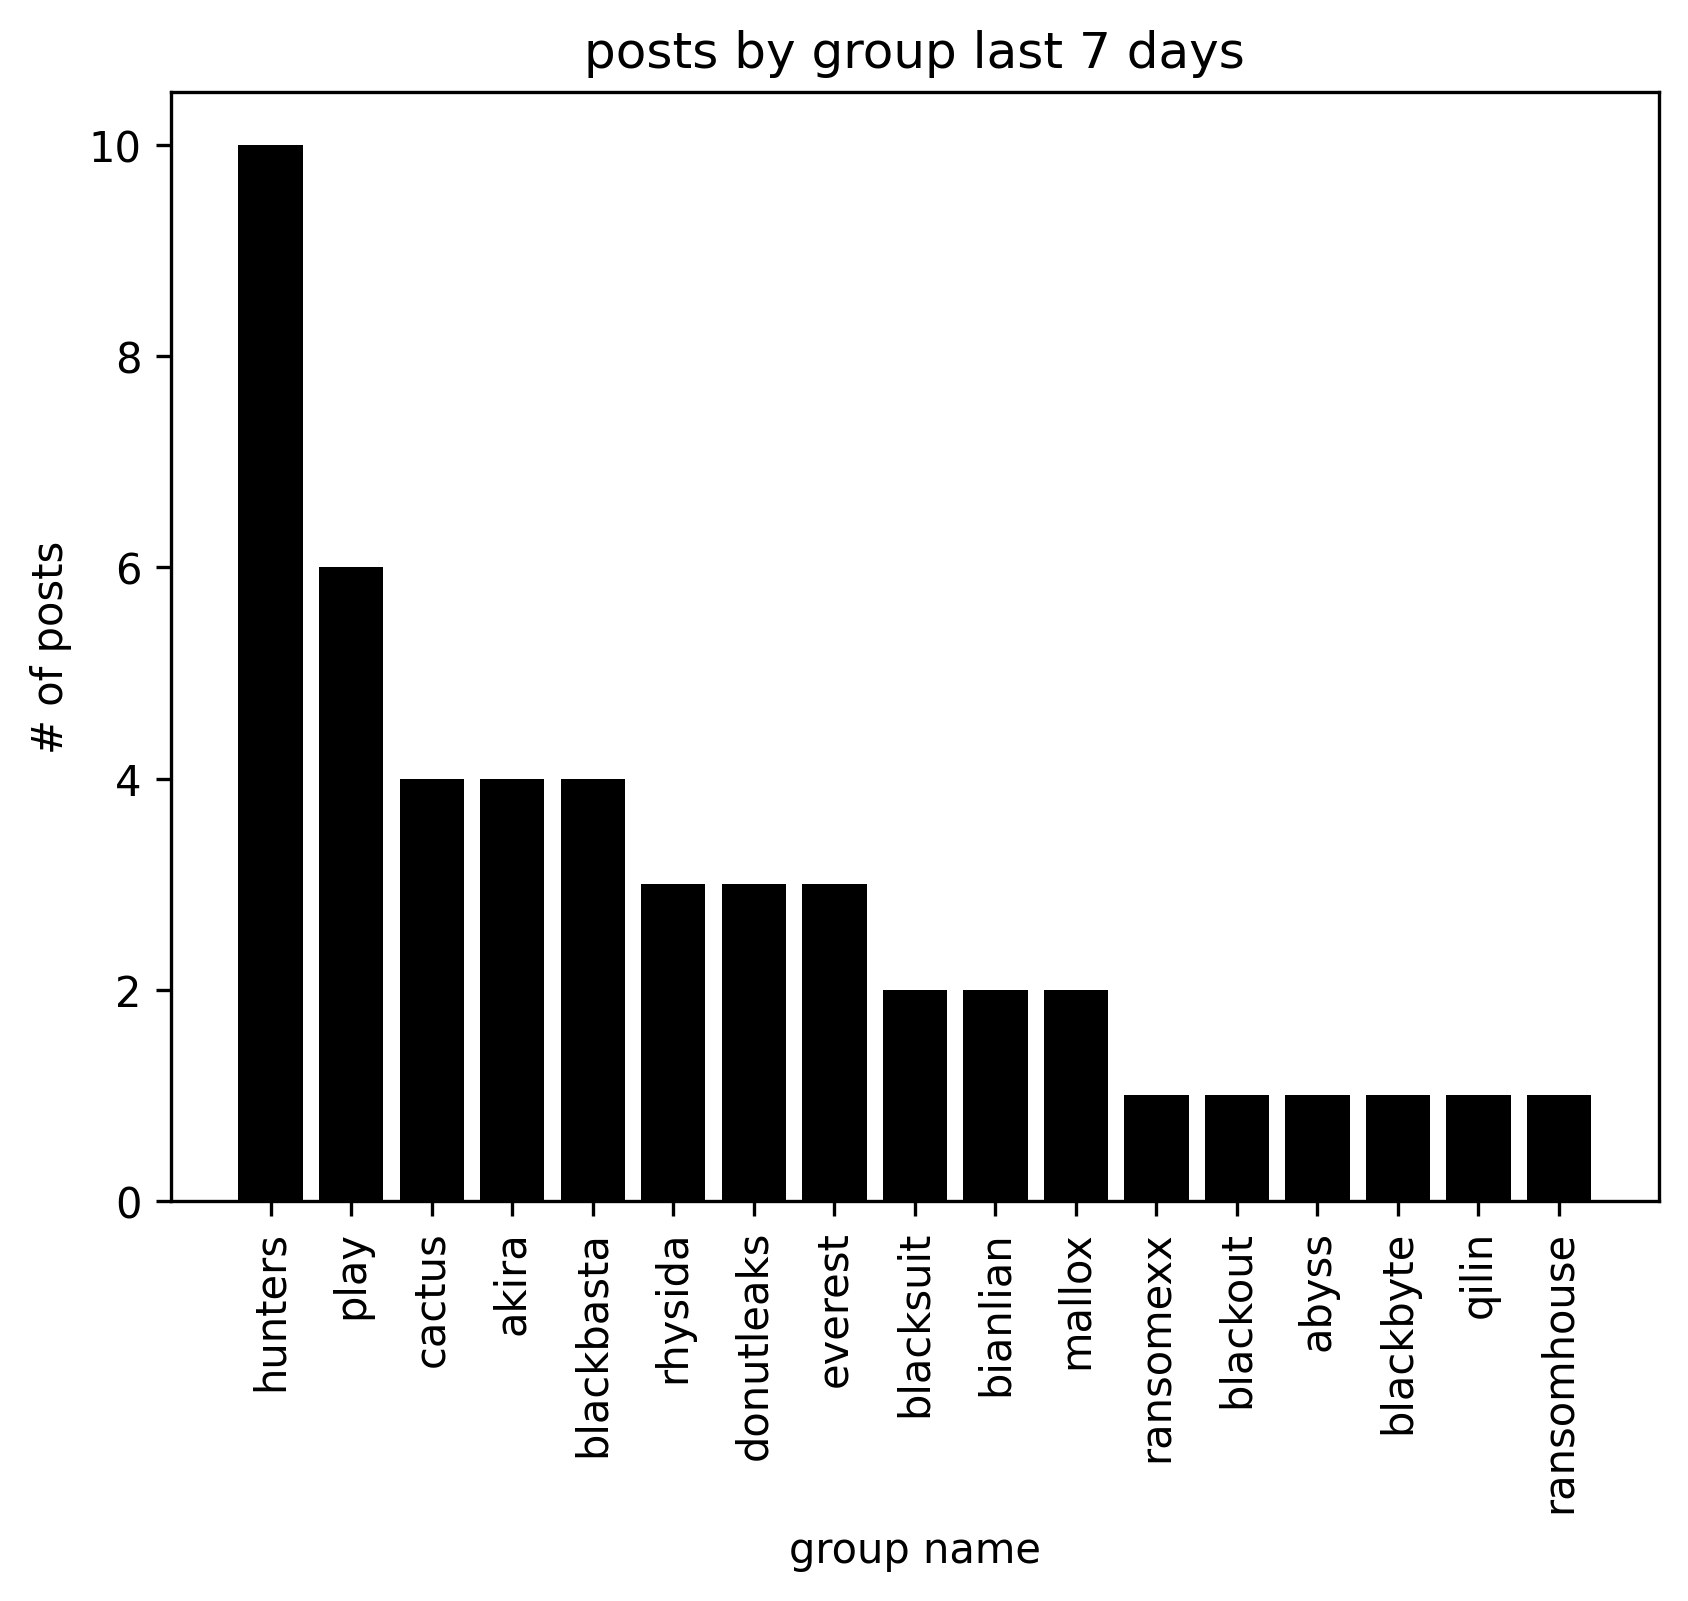 posts by group last 7 days
10
8
6
4
2
0
# of posts
hunters
play
cactus
akira
blackbasta
rhysida
donutleaks
everest
blacksuit
bianlian
mallox
ransomexx
blackout
abyss
blackbyte
qilin
ransomhouse
group name